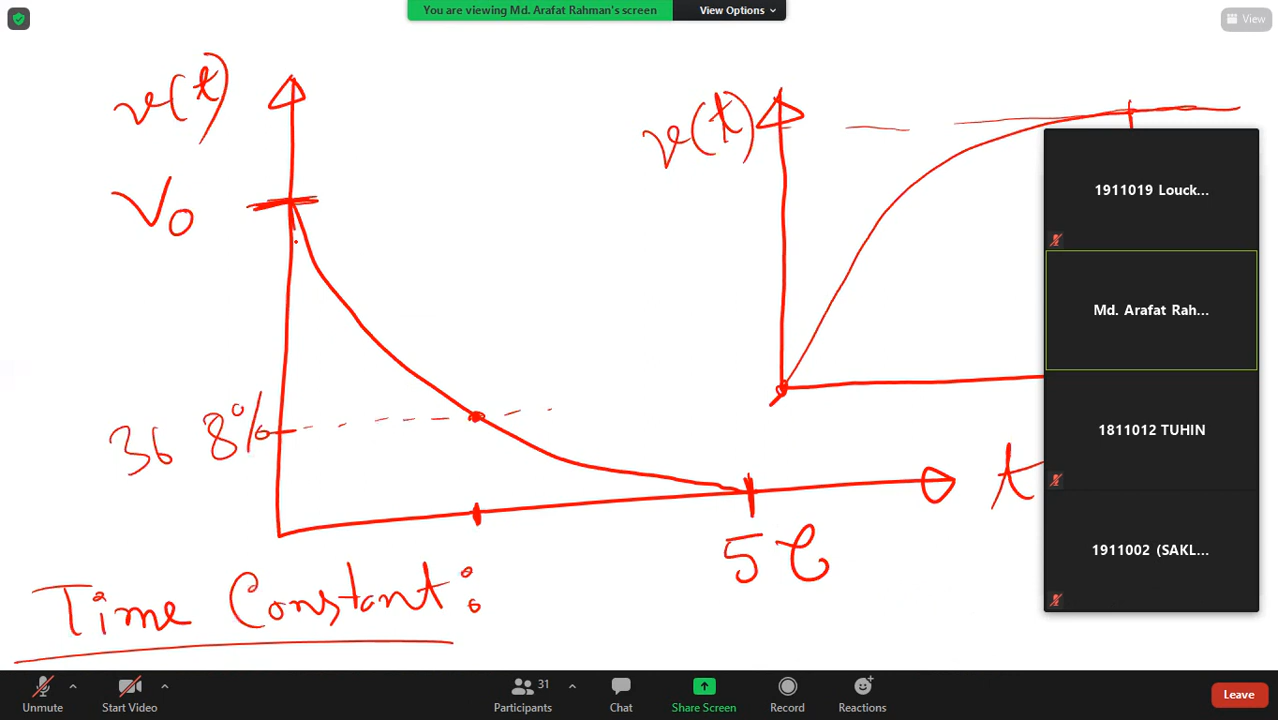 You are viewing Md. Arafat Rahman's screen
View Options
View
v(t)
V0
36 8%
5τ
Time Constant:
v(t)
t
1911019 Louck...
Md. Arafat Rah...
1811012 TUHIN
1911002 (SAKL...
Unmute
Start Video
Participants
31
Chat
Share Screen
Record
Reactions
Leave